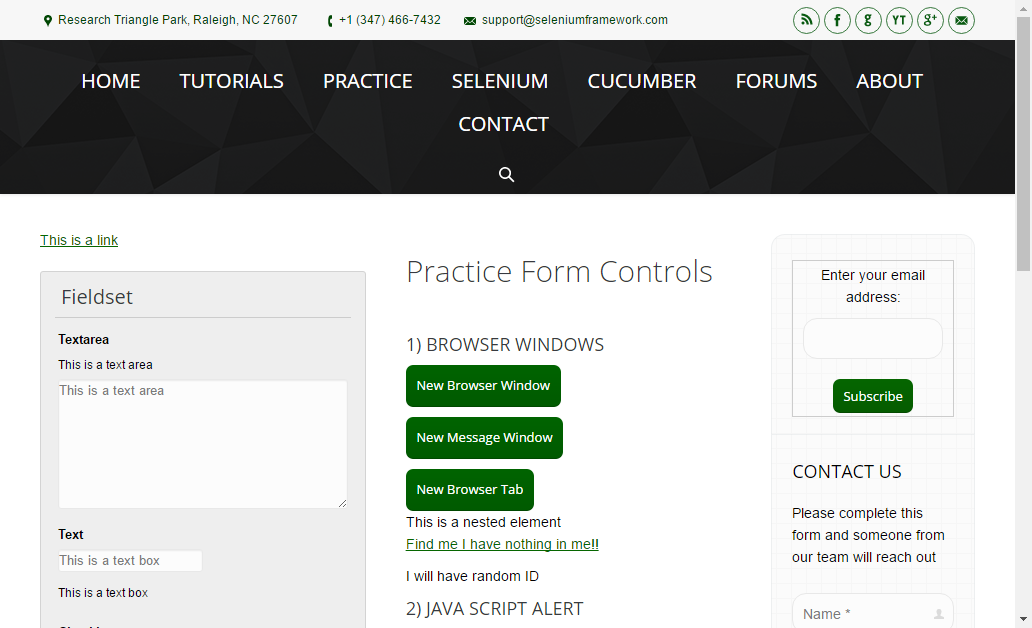 Research Triangle Park, Raleigh, NC 27607 +1 (347) 466-7432 support@seleniumframework.com
YT g+
HOME TUTORIALS PRACTICE SELENIUM CUCUMBER FORUMS ABOUT
CONTACT
This is a link
Fieldset
Textarea
This is a text area
This is a text area
Text
This is a text box
This is a text box
Practice Form Controls
1) BROWSER WINDOWS
New Browser Window
New Message Window
New Browser Tab
This is a nested element
Find me I have nothing in me!!
I will have random ID
2) JAVA SCRIPT ALERT
Enter your email
address:
Subscribe
CONTACT US
Please complete this
form and someone from
our team will reach out
Name *